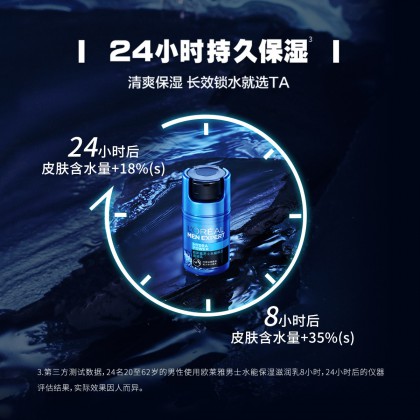 24小时持久保湿3
清爽保湿 长效锁水就选TA
24小时后
皮肤含水量+18%(s)
L'OREAL
MEN EXPERT
8小时后
皮肤含水量+35%(s)
3.第三方测试数据, 24名20至62岁的男性使用欧莱雅男士水能保湿滋润乳8小时, 24小时后的仪器
评估结果, 实际效果因人而异。